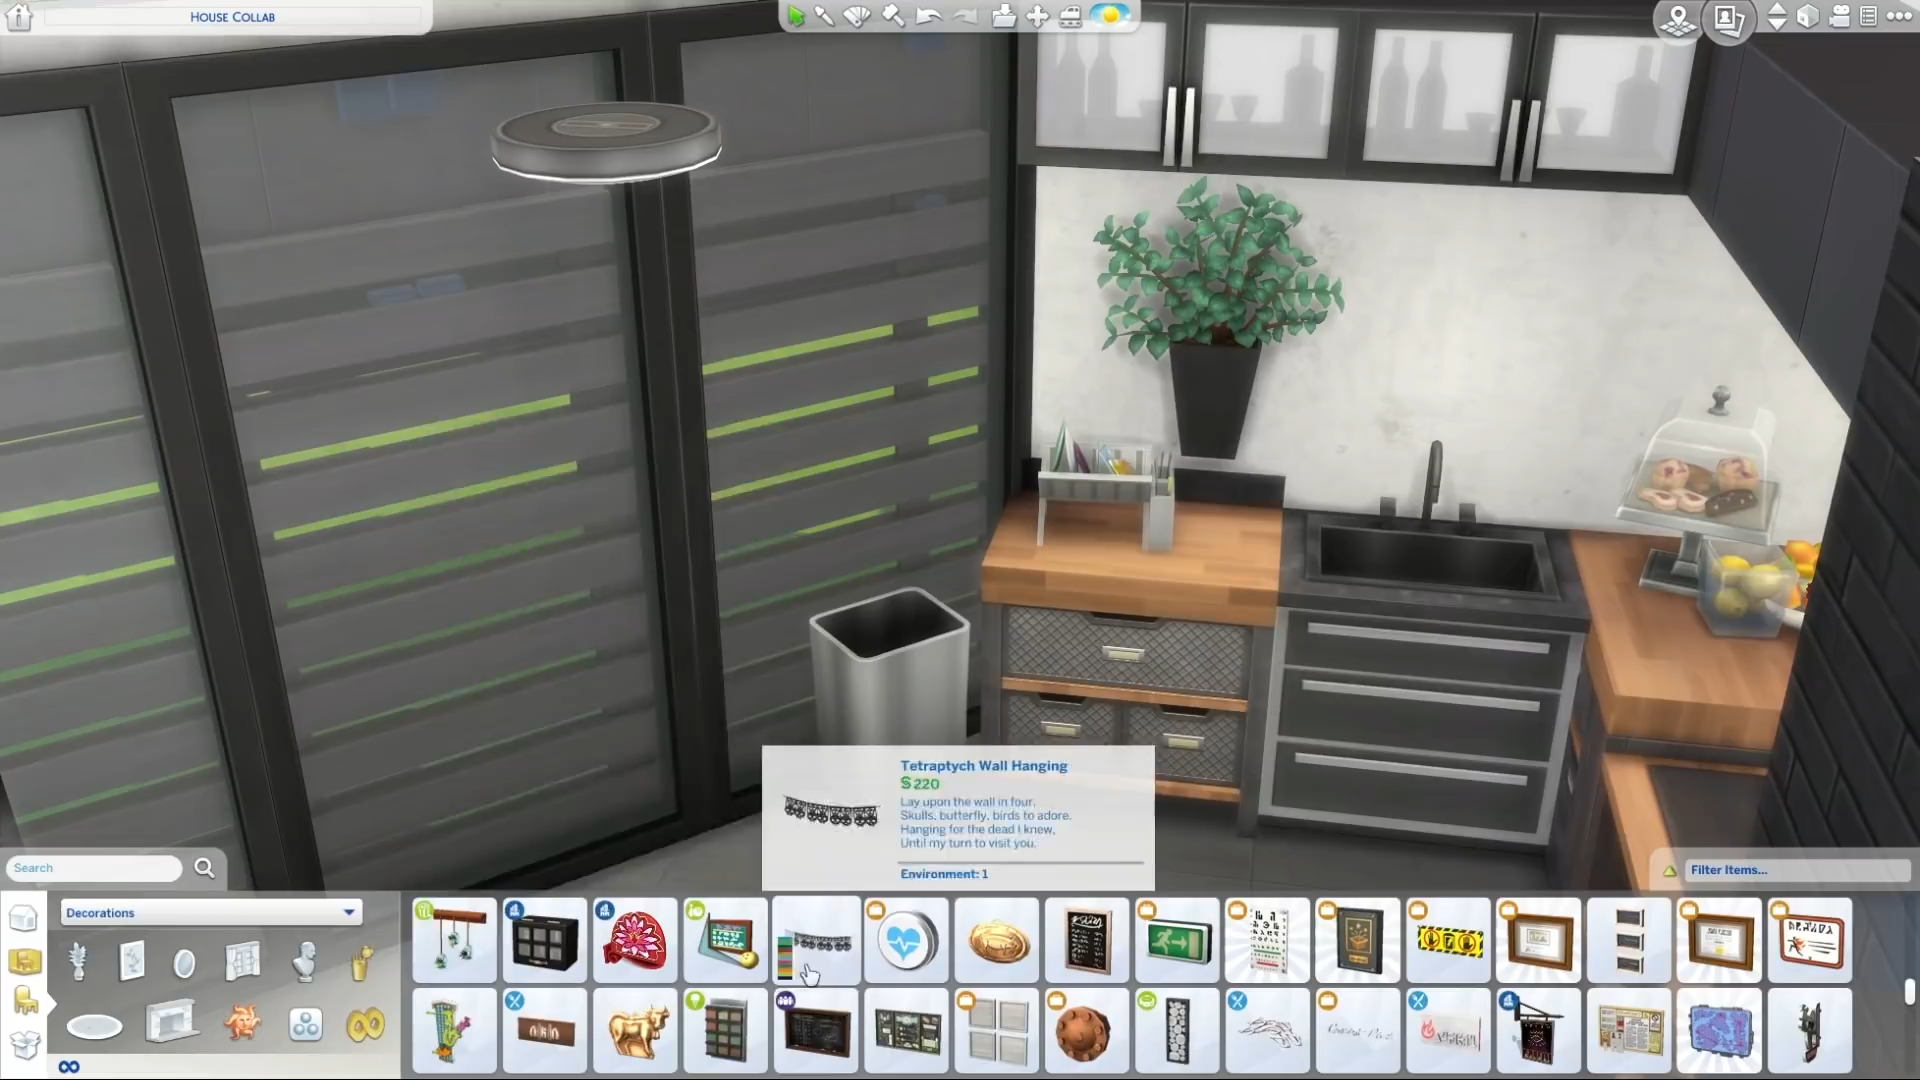 House Collab
Tetraptych Wall Hanging
§220
Lay upon the wall in four,
Skulls, butterfly, birds to adore.
Hanging for the dead I knew,
Until my turn to visit you.
Environment: 1
Search
Filter Items...
Decorations